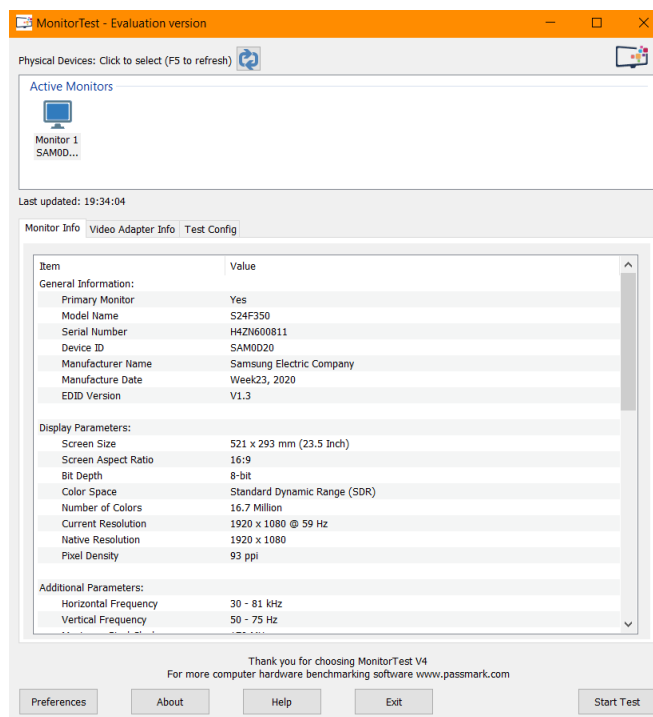 MonitorTest - Evaluation version
Physical Devices: Click to select (F5 to refresh)
Active Monitors
Monitor 1
SAM0D...
Last updated: 19:34:04
Monitor Info Video Adapter Info Test Config
Item Value
General Information:
Primary Monitor Yes
Model Name S24F350
Serial Number H4ZN600811
Device ID SAM0D20
Manufacturer Name Samsung Electric Company
Manufacture Date Week23, 2020
EDID Version V1.3
Display Parameters:
Screen Size 521 x 293 mm (23.5 Inch)
Screen Aspect Ratio 16:9
Bit Depth 8-bit
Color Space Standard Dynamic Range (SDR)
Number of Colors 16.7 Million
Current Resolution 1920 x 1080 @ 59 Hz
Native Resolution 1920 x 1080
Pixel Density 93 ppi
Additional Parameters:
Horizontal Frequency 30 - 81 kHz
Vertical Frequency 50 - 75 Hz
Thank you for choosing MonitorTest V4
For more computer hardware benchmarking software www.passmark.com
Preferences About Help Exit Start Test